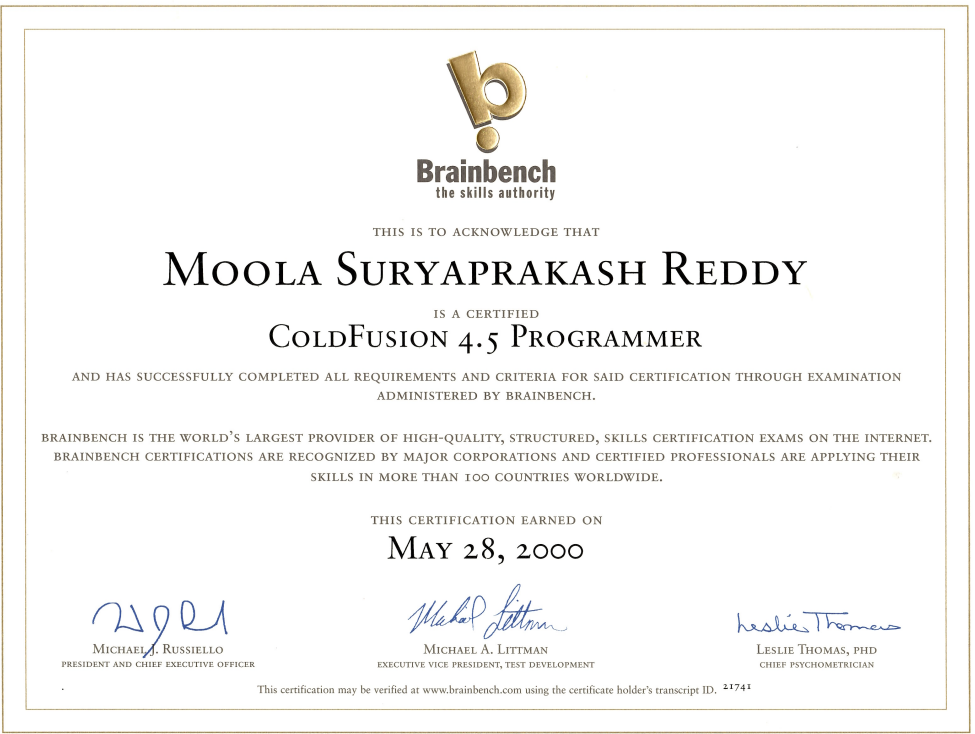 Brainbench
the skills authority
THIS IS TO ACKNOWLEDGE THAT
MOOLA SURYAPRAKASH REDDY
IS A CERTIFIED
COLDFUSION 4.5 PROGRAMMER
AND HAS SUCCESSFULLY COMPLETED ALL REQUIREMENTS AND CRITERIA FOR SAID CERTIFICATION THROUGH EXAMINATION
ADMINISTERED BY BRAINBENCH.
BRAINBENCH IS THE WORLD'S LARGEST PROVIDER OF HIGH-QUALITY, STRUCTURED, SKILLS CERTIFICATION EXAMS ON THE INTERNET.
BRAINBENCH CERTIFICATIONS ARE RECOGNIZED BY MAJOR CORPORATIONS AND CERTIFIED PROFESSIONALS ARE APPLYING THEIR
SKILLS IN MORE THAN 100 COUNTRIES WORLDWIDE.
THIS CERTIFICATION EARNED ON
MAY 28, 2000
Michael Littman
Leslie Thomas
MICHAEL J. RUSSIELLO
PRESIDENT AND CHIEF EXECUTIVE OFFICER
MICHAEL A. LITTMAN
EXECUTIVE VICE PRESIDENT, TEST DEVELOPMENT
LESLIE THOMAS, PHD
CHIEF PSYCHOMETRICIAN
This certification may be verified at www.brainbench.com using the certificate holder's transcript ID. 21741